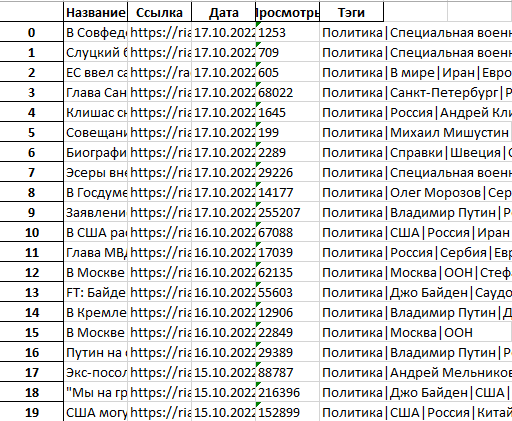 Название Ссылка Дата Просмотры Тэги
0 В Совфеде https://ria 17.10.2022 1253 Политика|Специальная воен
1 Слуцкий б https://ria 17.10.2022 709 Политика|Специальная воен
2 ЕС ввел са https://ra 17.10.2022 605 Политика|В мире|Иран|Евро
3 Глава Сан https://ria 17.10.2022 68022 Политика|Санкт-Петербург|Р
4 Клишас сн https://ria 17.10.2022 1645 Политика|Россия|Андрей Кли
5 Совещани https://ria 17.10.2022 199 Политика|Михаил Мишустин
6 Биографи https://ria 17.10.2022 2289 Политика|Справки|Швеция|С
7 Эсеры вне https://ria 17.10.2022 29226 Политика|Специальная воен
8 В Госдуме https://ria 17.10.2022 14177 Политика|Олег Морозов|Сер
9 Заявлени https://ria 17.10.2022 255207 Политика|Владимир Путин|Р
10 В США рас https://ria 16.10.2022 67088 Политика|США|Россия|Иран
11 Глава МВД https://ria 16.10.2022 17039 Политика|Россия|Сербия|Евр
12 В Москве https://ria 16.10.2022 62135 Политика|Москва|ООН|Стеф
13 FT: Байде https://ria 16.10.2022 55603 Политика|Джо Байден|Саудо
14 В Кремле https://ria 16.10.2022 12906 Политика|Владимир Путин|Д
15 В Москве https://ria 16.10.2022 22849 Политика|Москва|ООН
16 Путин на с https://ria 16.10.2022 29389 Политика|Владимир Путин|
17 Экс-посол https://ria 15.10.2022 88787 Политика|Андрей Мельников
18 "Мы на гр https://ria 15.10.2022 216396 Политика|Джо Байден|США|
19 США могу https://ria 15.10.2022 152899 Политика|США|Россия|Китай